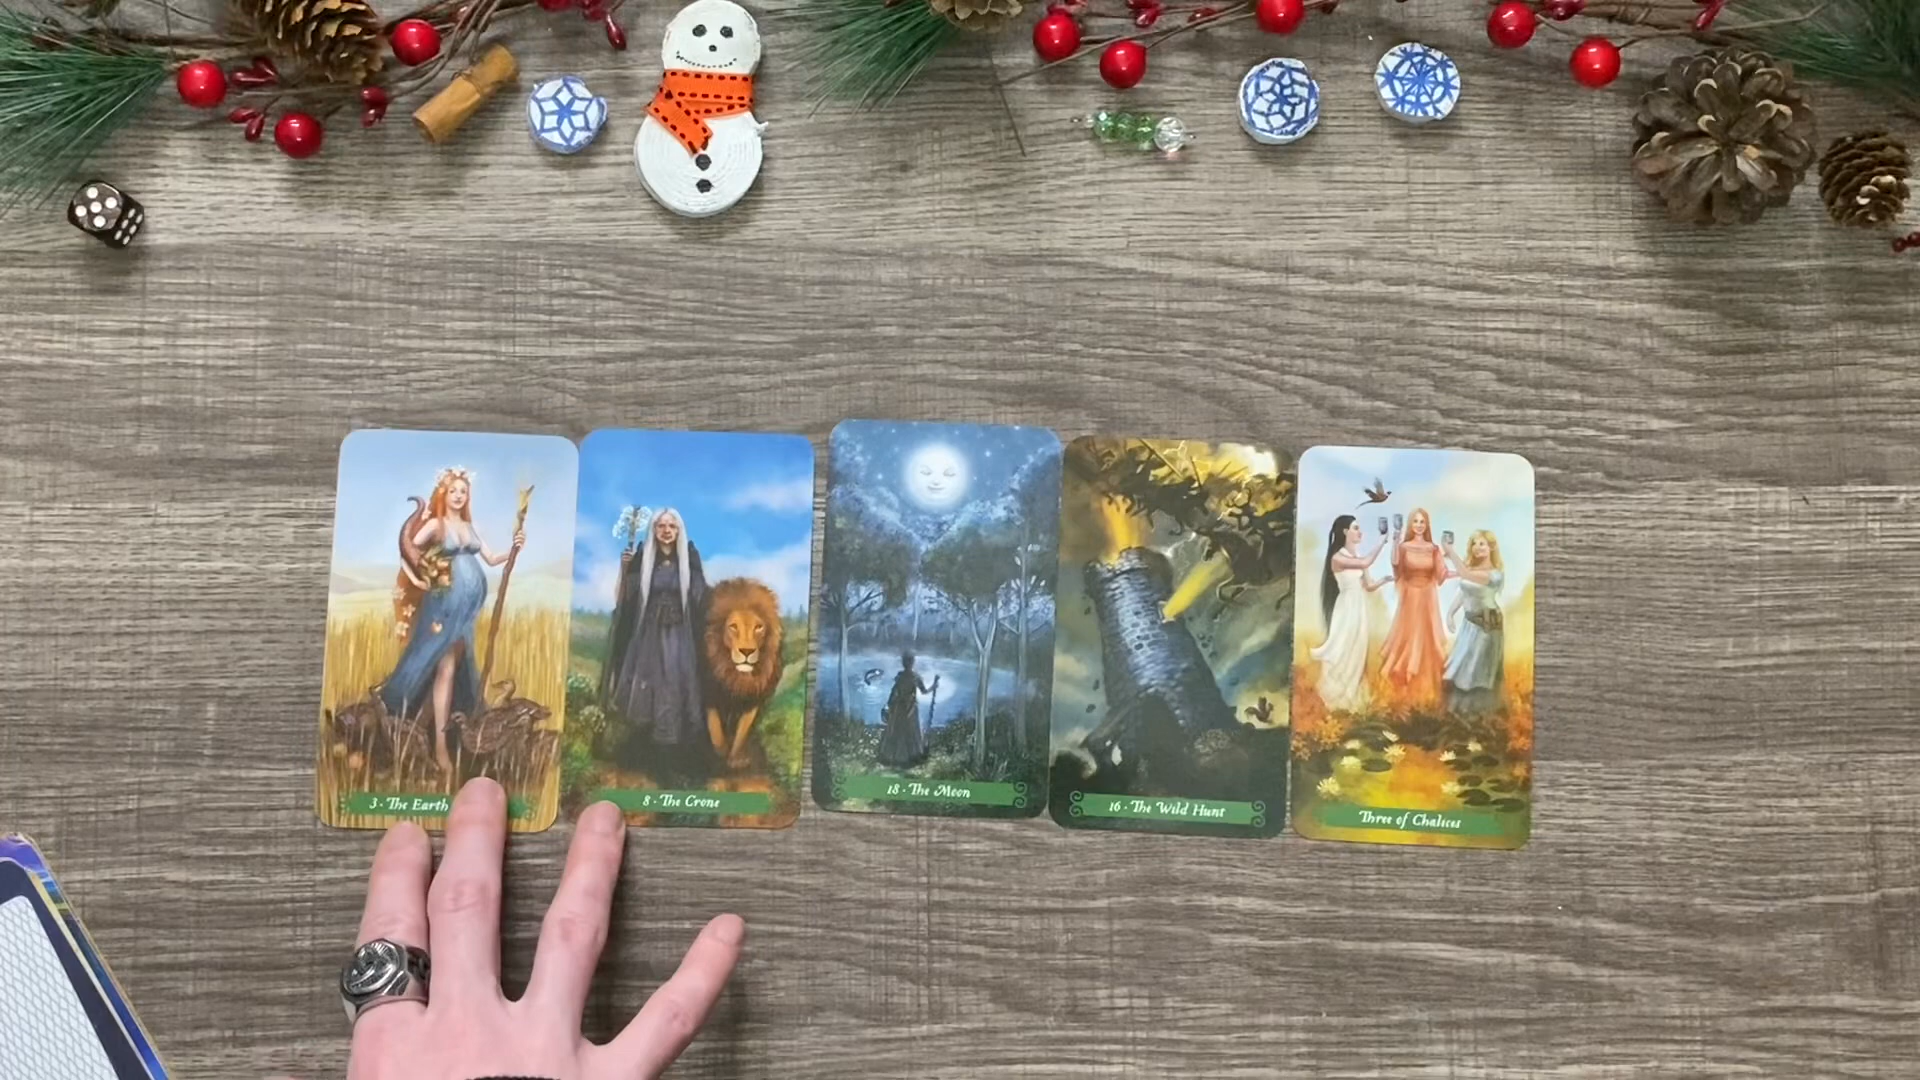 3 · The Earth
8 · The Crone
18 · The Moon
16 · The Wild Hunt
Three of Chalices